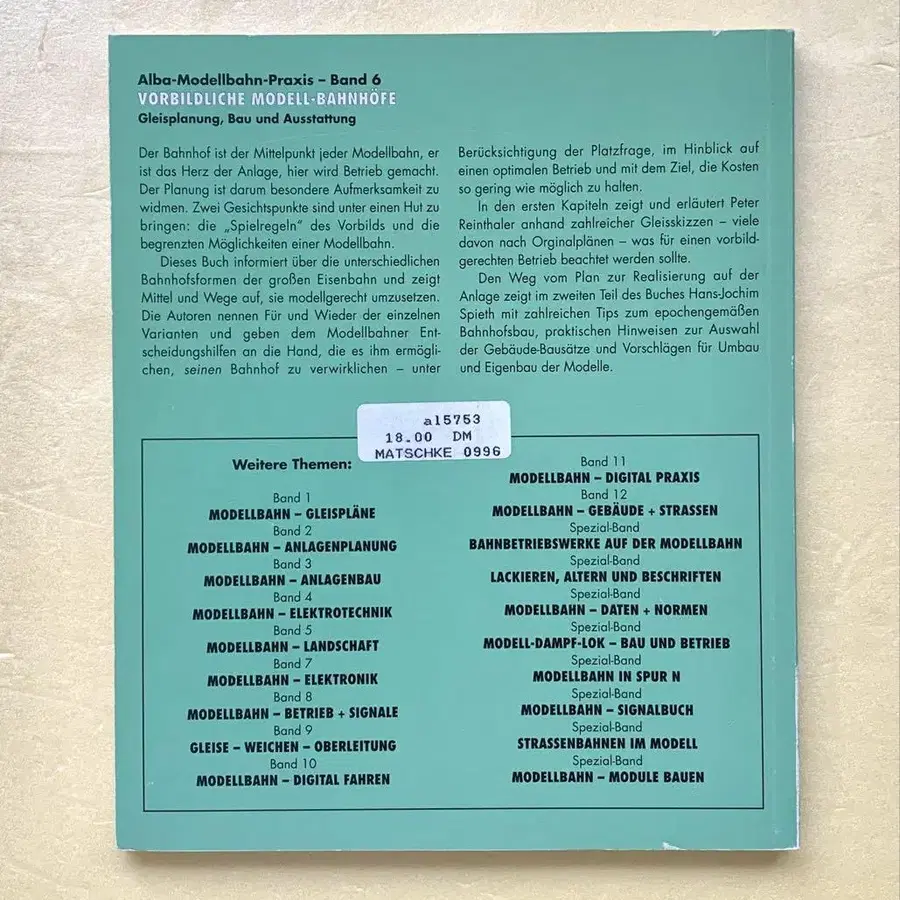 Alba-Modellbahn-Praxis – Band 6
VORBILDLICHE MODELL-BAHNHÖFE
Gleisplanung, Bau und Ausstattung
Der Bahnhof ist der Mittelpunkt jeder Modellbahn, er
ist das Herz der Anlage, hier wird Betrieb gemacht.
Der Planung ist darum besondere Aufmerksamkeit zu
widmen. Zwei Gesichtspunkte sind unter einen Hut zu
bringen: die „Spielregeln" des Vorbilds und die
begrenzten Möglichkeiten einer Modellbahn.
Dieses Buch informiert über die unterschiedlichen
Bahnhofsformen der großen Eisenbahn und zeigt
Mittel und Wege auf, sie modellgerecht umzusetzen.
Die Autoren nennen Für und Wieder der einzelnen
Varianten und geben dem Modellbahner Ent-
scheidungshilfen an die Hand, die es ihm ermögli-
chen, seinen Bahnhof zu verwirklichen – unter
Berücksichtigung der Platzfrage, im Hinblick auf
einen optimalen Betrieb und mit dem Ziel, die Kosten
so gering wie möglich zu halten.
In den ersten Kapiteln zeigt und erläutert Peter
Reinthaler anhand zahlreicher Gleisskizzen – viele
davon nach Orginalplänen – was für einen vorbild-
gerechten Betrieb beachtet werden sollte.
Den Weg vom Plan zur Realisierung auf der
Anlage zeigt im zweiten Teil des Buches Hans-Jochim
Spieth mit zahlreichen Tips zum epochengemäßen
Bahnhofsbau, praktischen Hinweisen zur Auswahl
der Gebäude-Bausätze und Vorschlägen für Umbau
und Eigenbau der Modelle.
a15753
18.00 DM
MATSCHKE 0996
Weitere Themen:
Band 1
MODELLBAHN – GLEISPLÄNE
Band 2
MODELLBAHN – ANLAGENPLANUNG
Band 3
MODELLBAHN – ANLAGENBAU
Band 4
MODELLBAHN – ELEKTROTECHNIK
Band 5
MODELLBAHN – LANDSCHAFT
Band 7
MODELLBAHN – ELEKTRONIK
Band 8
MODELLBAHN – BETRIEB + SIGNALE
Band 9
GLEISE – WEICHEN – OBERLEITUNG
Band 10
MODELLBAHN – DIGITAL FAHREN
Band 11
MODELLBAHN – DIGITAL PRAXIS
Band 12
MODELLBAHN – GEBÄUDE + STRASSEN
Spezial-Band
BAHNBETRIEBSWERKE AUF DER MODELLBAHN
Spezial-Band
LACKIEREN, ALTERN UND BESCHRIFTEN
Spezial-Band
MODELLBAHN – DATEN + NORMEN
Spezial-Band
MODELL-DAMPF-LOK – BAU UND BETRIEB
Spezial-Band
MODELLBAHN IN SPUR N
Spezial-Band
MODELLBAHN – SIGNALBUCH
Spezial-Band
STRASSENBAHNEN IM MODELL
Spezial-Band
MODELLBAHN – MODULE BAUEN